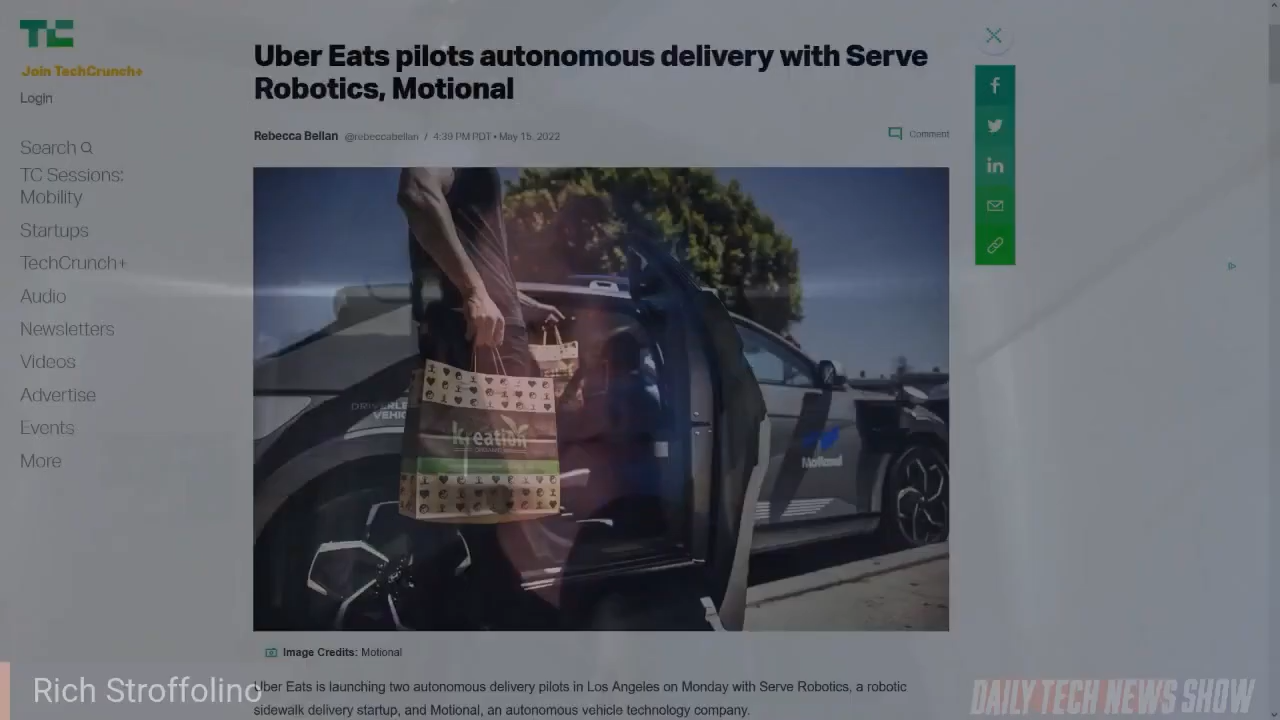 TC
Join TechCrunch+
Login
Search
TC Sessions:
Mobility
Startups
TechCrunch+
Audio
Newsletters
Videos
Advertise
Events
More
Uber Eats pilots autonomous delivery with Serve
Robotics, Motional
Rebecca Bellan @rebeccabellan / 4:39 PM PDT • May 15, 2022
Comment
kreation
Motional
Image Credits: Motional
Uber Eats is launching two autonomous delivery pilots in Los Angeles on Monday with Serve Robotics, a robotic
sidewalk delivery startup, and Motional, an autonomous vehicle technology company.
Rich Stroffolino
DAILY TECH NEWS SHOW